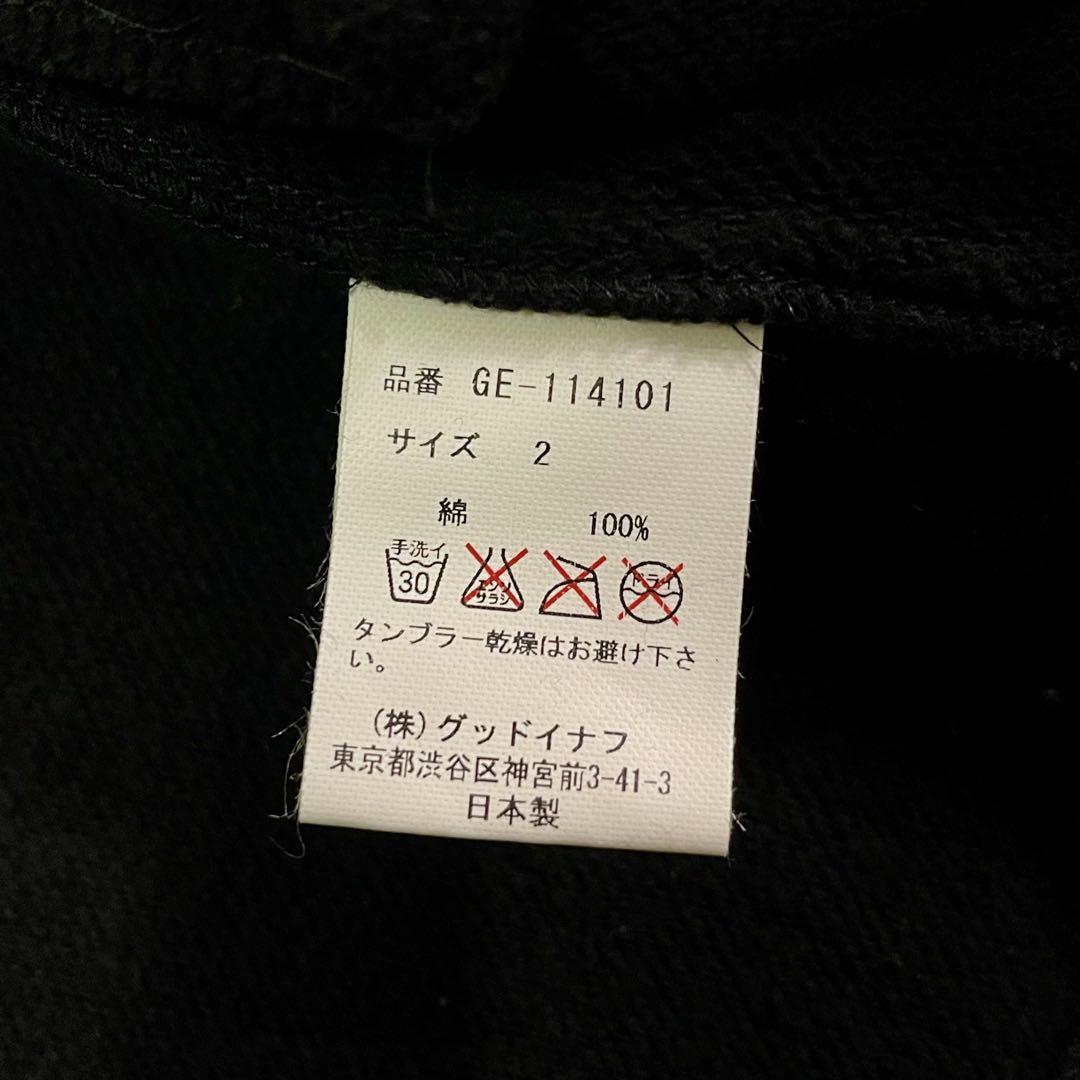 品番 GE-114101
サイズ 2
綿 100%
手洗イ
30
エンソ
サラシ
ドライ
タンブラー乾燥はお避け下さ
い。
(株)グッドイナフ
東京都渋谷区神宮前3-41-3
日本製